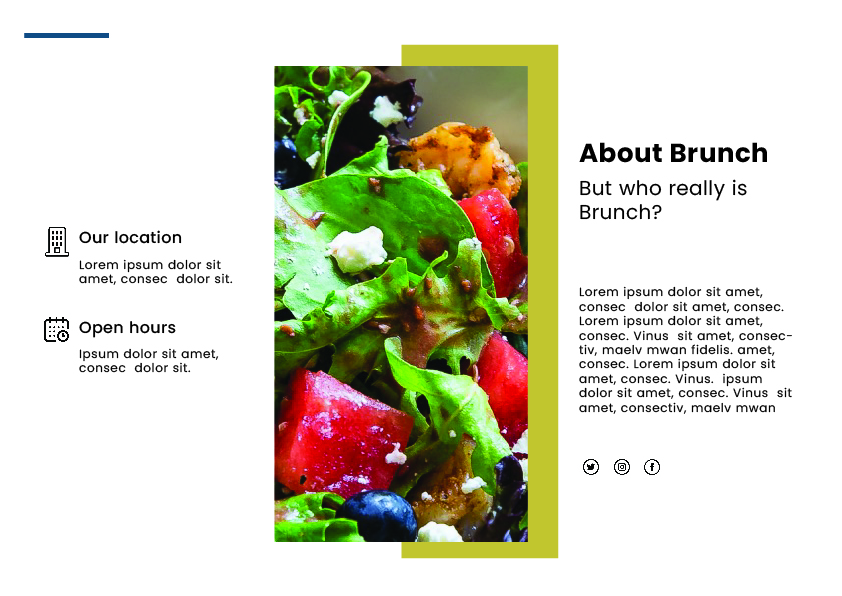 Our location
Lorem ipsum dolor sit
amet, consec  dolor sit.
Open hours
Ipsum dolor sit amet,
consec  dolor sit.
About Brunch
But who really is
Brunch?
Lorem ipsum dolor sit amet,
consec  dolor sit amet, consec.
Lorem ipsum dolor sit amet,
consec. Vinus  sit amet, consec-
tiv, maelv mwan fidelis. amet,
consec. Lorem ipsum dolor sit
amet, consec. Vinus.  ipsum
dolor sit amet, consec. Vinus  sit
amet, consectiv, maelv mwan